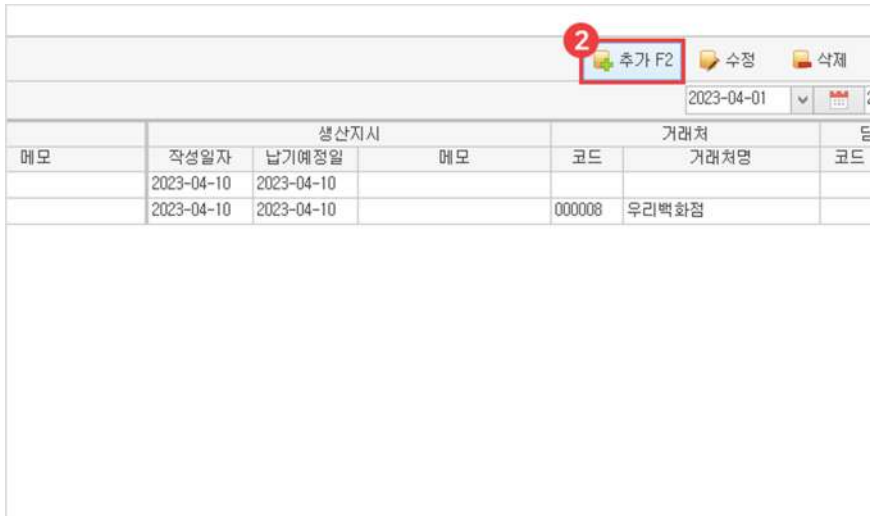 2
추가 F2 수정 삭제
2023-04-01
생산지시 거래처
메모 작성일자 납기예정일 메모 코드 거래처명 코드
2023-04-10 2023-04-10
2023-04-10 2023-04-10 000008 우리백화점